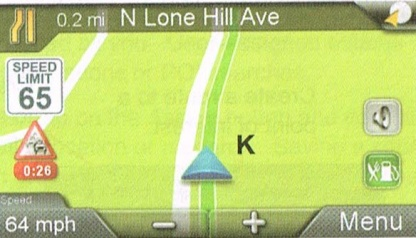 0.2 mi N Lone Hill Ave
SPEED
LIMIT
65
0:26
K
Speed
64 mph
−
+
Menu